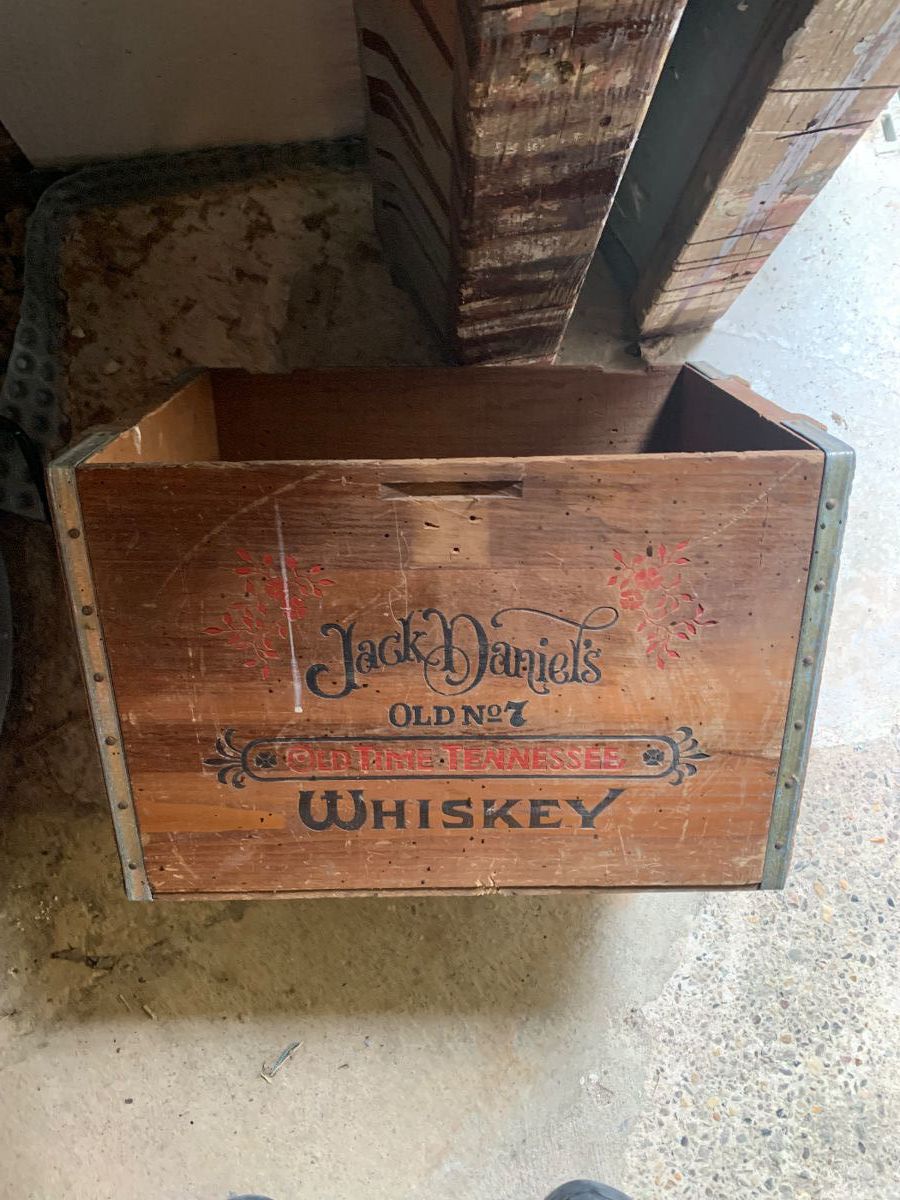 Jack Daniel's
OLD Nº 7
OLD TIME TENNESSEE
WHISKEY